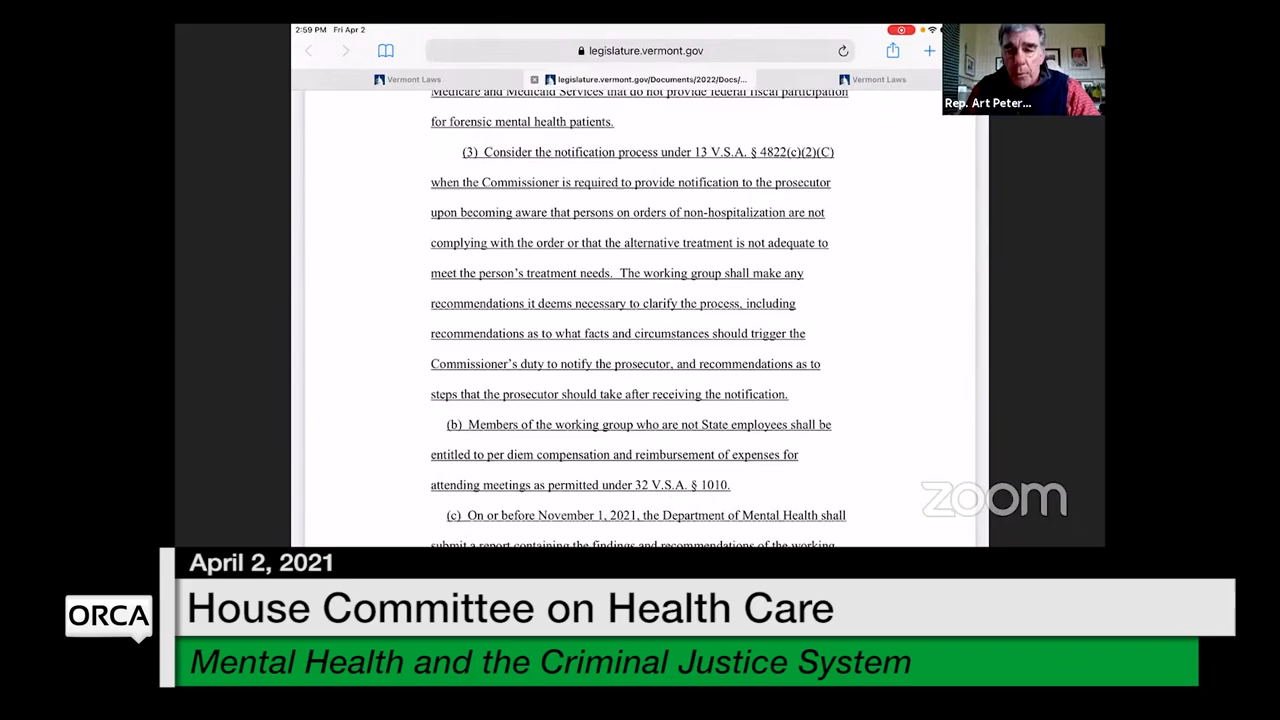 2:59 PM Fri Apr 2
legislature.vermont.gov
Vermont Laws
legislature.vermont.gov/Documents/2022/Docs/...
Vermont Laws
Rep. Art Peter...
Medicare and Medicaid Services that do not provide federal fiscal participation
for forensic mental health patients.
(3) Consider the notification process under 13 V.S.A. § 4822(c)(2)(C)
when the Commissioner is required to provide notification to the prosecutor
upon becoming aware that persons on orders of non-hospitalization are not
complying with the order or that the alternative treatment is not adequate to
meet the person's treatment needs. The working group shall make any
recommendations it deems necessary to clarify the process, including
recommendations as to what facts and circumstances should trigger the
Commissioner's duty to notify the prosecutor, and recommendations as to
steps that the prosecutor should take after receiving the notification.
(b) Members of the working group who are not State employees shall be
entitled to per diem compensation and reimbursement of expenses for
attending meetings as permitted under 32 V.S.A. § 1010.
(c) On or before November 1, 2021, the Department of Mental Health shall
submit a report containing the findings and recommendations of the working
zoom
April 2, 2021
ORCA
House Committee on Health Care
Mental Health and the Criminal Justice System